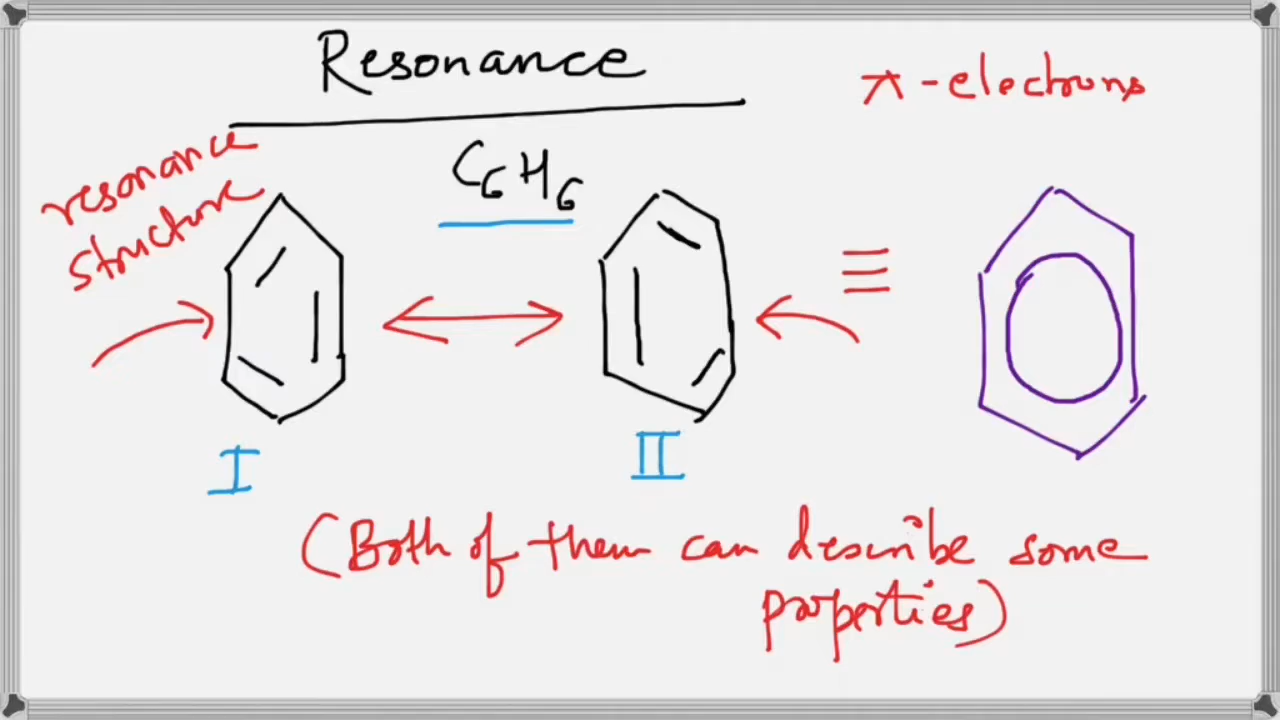 Resonance
π-electrons
resonance
structure
C₆H₆
≡
I
II
(Both of them can describe some
properties)